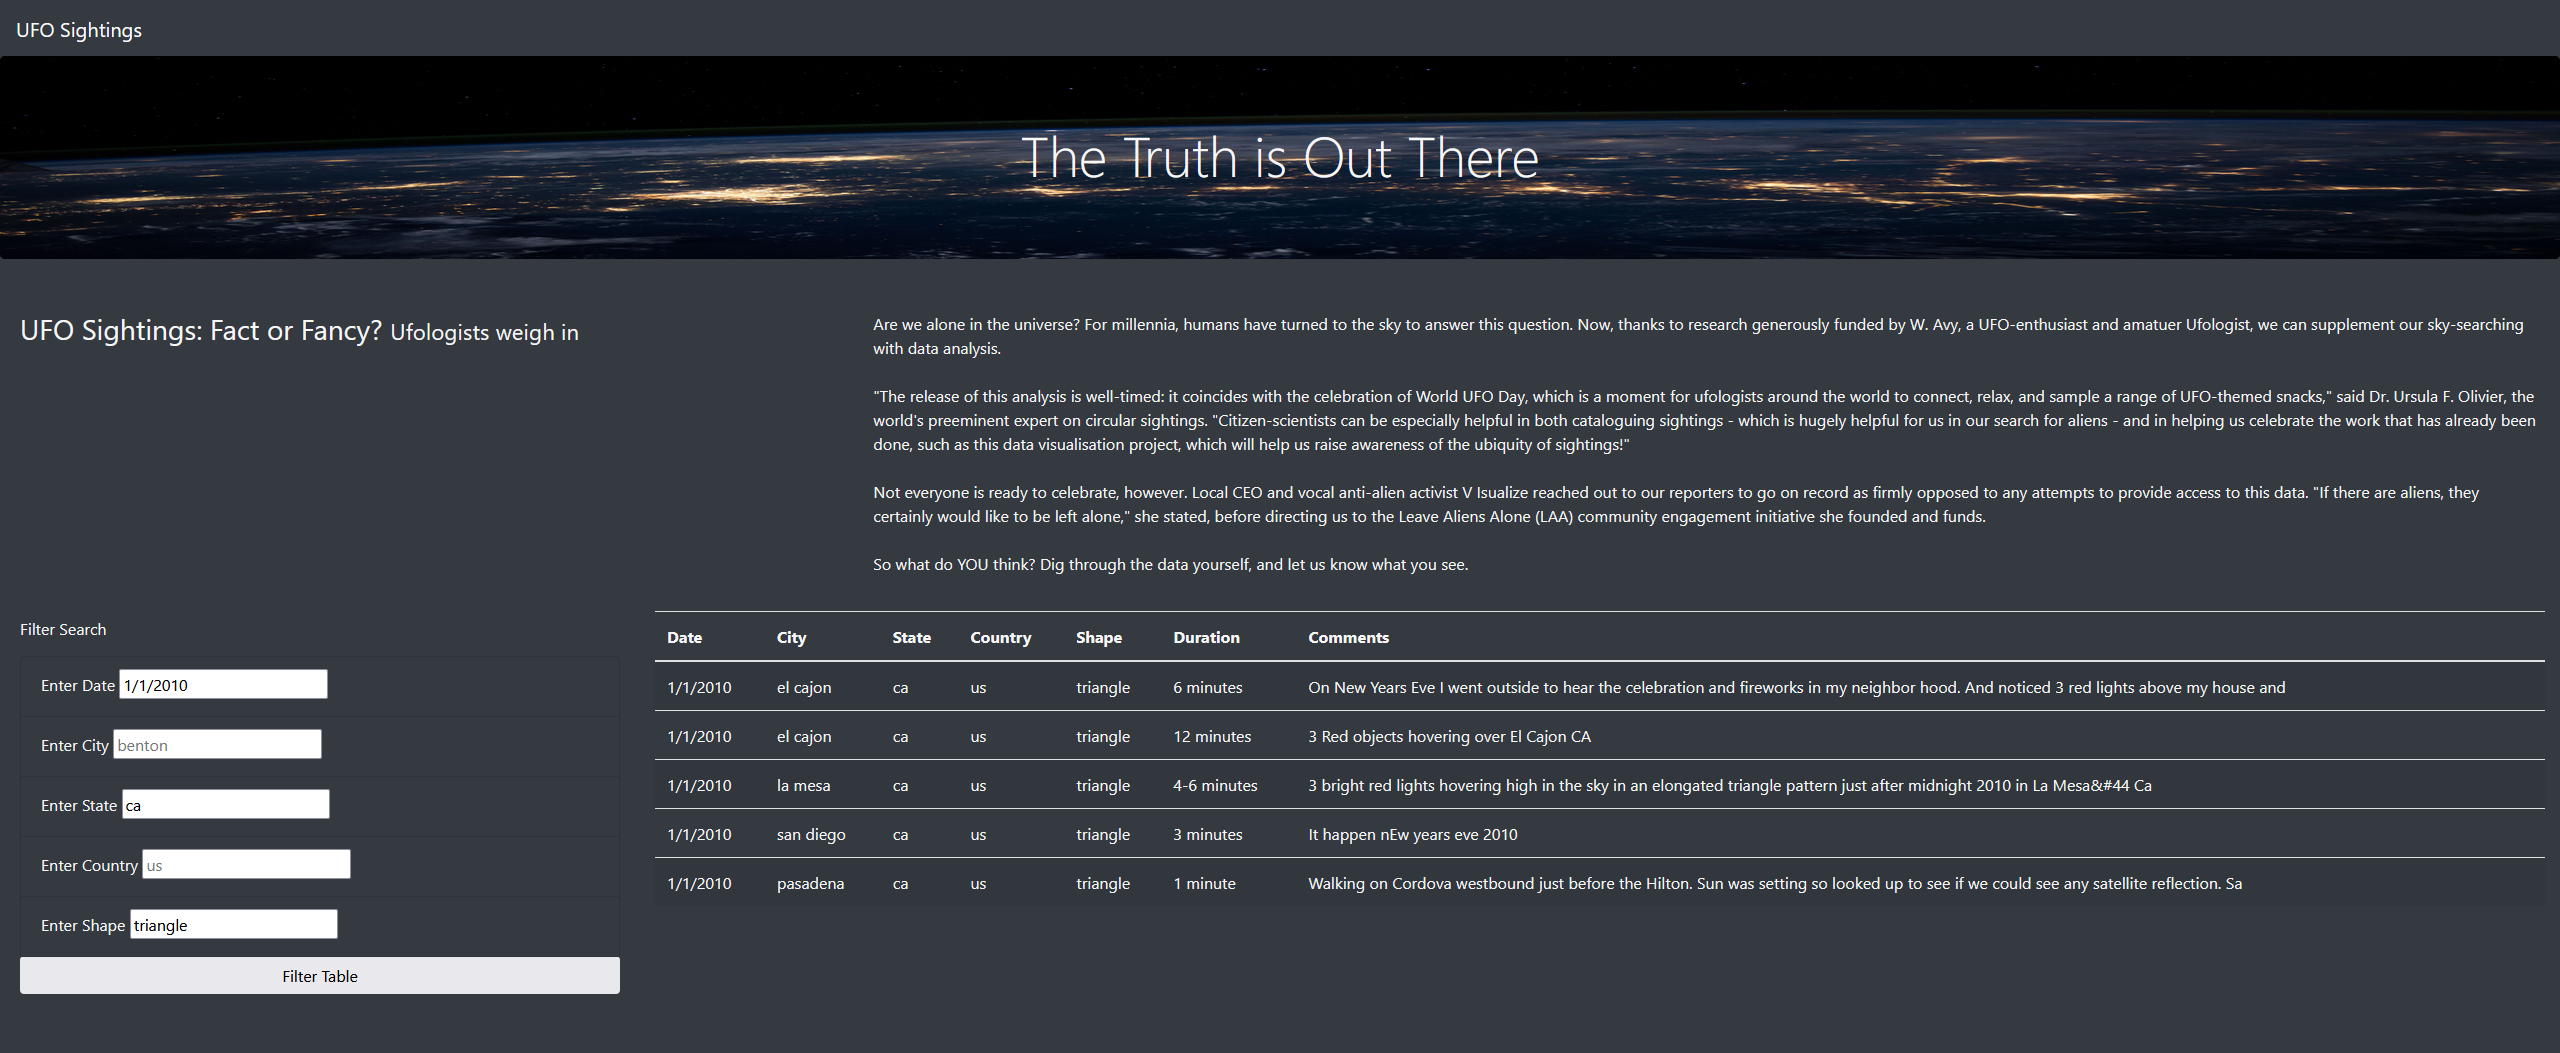 UFO Sightings
The Truth is Out There
UFO Sightings: Fact or Fancy? Ufologists weigh in
Are we alone in the universe? For millennia, humans have turned to the sky to answer this question. Now, thanks to research generously funded by W. Avy, a UFO-enthusiast and amatuer Ufologist, we can supplement our sky-searching
with data analysis.
"The release of this analysis is well-timed: it coincides with the celebration of World UFO Day, which is a moment for ufologists around the world to connect, relax, and sample a range of UFO-themed snacks," said Dr. Ursula F. Olivier, the
world's preeminent expert on circular sightings. "Citizen-scientists can be especially helpful in both cataloguing sightings - which is hugely helpful for us in our search for aliens - and in helping us celebrate the work that has already been
done, such as this data visualisation project, which will help us raise awareness of the ubiquity of sightings!"
Not everyone is ready to celebrate, however. Local CEO and vocal anti-alien activist V Isualize reached out to our reporters to go on record as firmly opposed to any attempts to provide access to this data. "If there are aliens, they
certainly would like to be left alone," she stated, before directing us to the Leave Aliens Alone (LAA) community engagement initiative she founded and funds.
So what do YOU think? Dig through the data yourself, and let us know what you see.
Filter Search
Enter Date 1/1/2010
Enter City benton
Enter State ca
Enter Country us
Enter Shape triangle
Filter Table
Date City State Country Shape Duration Comments
1/1/2010 el cajon ca us triangle 6 minutes On New Years Eve I went outside to hear the celebration and fireworks in my neighbor hood. And noticed 3 red lights above my house and
1/1/2010 el cajon ca us triangle 12 minutes 3 Red objects hovering over El Cajon CA
1/1/2010 la mesa ca us triangle 4-6 minutes 3 bright red lights hovering high in the sky in an elongated triangle pattern just after midnight 2010 in La Mesa&#44 Ca
1/1/2010 san diego ca us triangle 3 minutes It happen nEw years eve 2010
1/1/2010 pasadena ca us triangle 1 minute Walking on Cordova westbound just before the Hilton. Sun was setting so looked up to see if we could see any satellite reflection. Sa